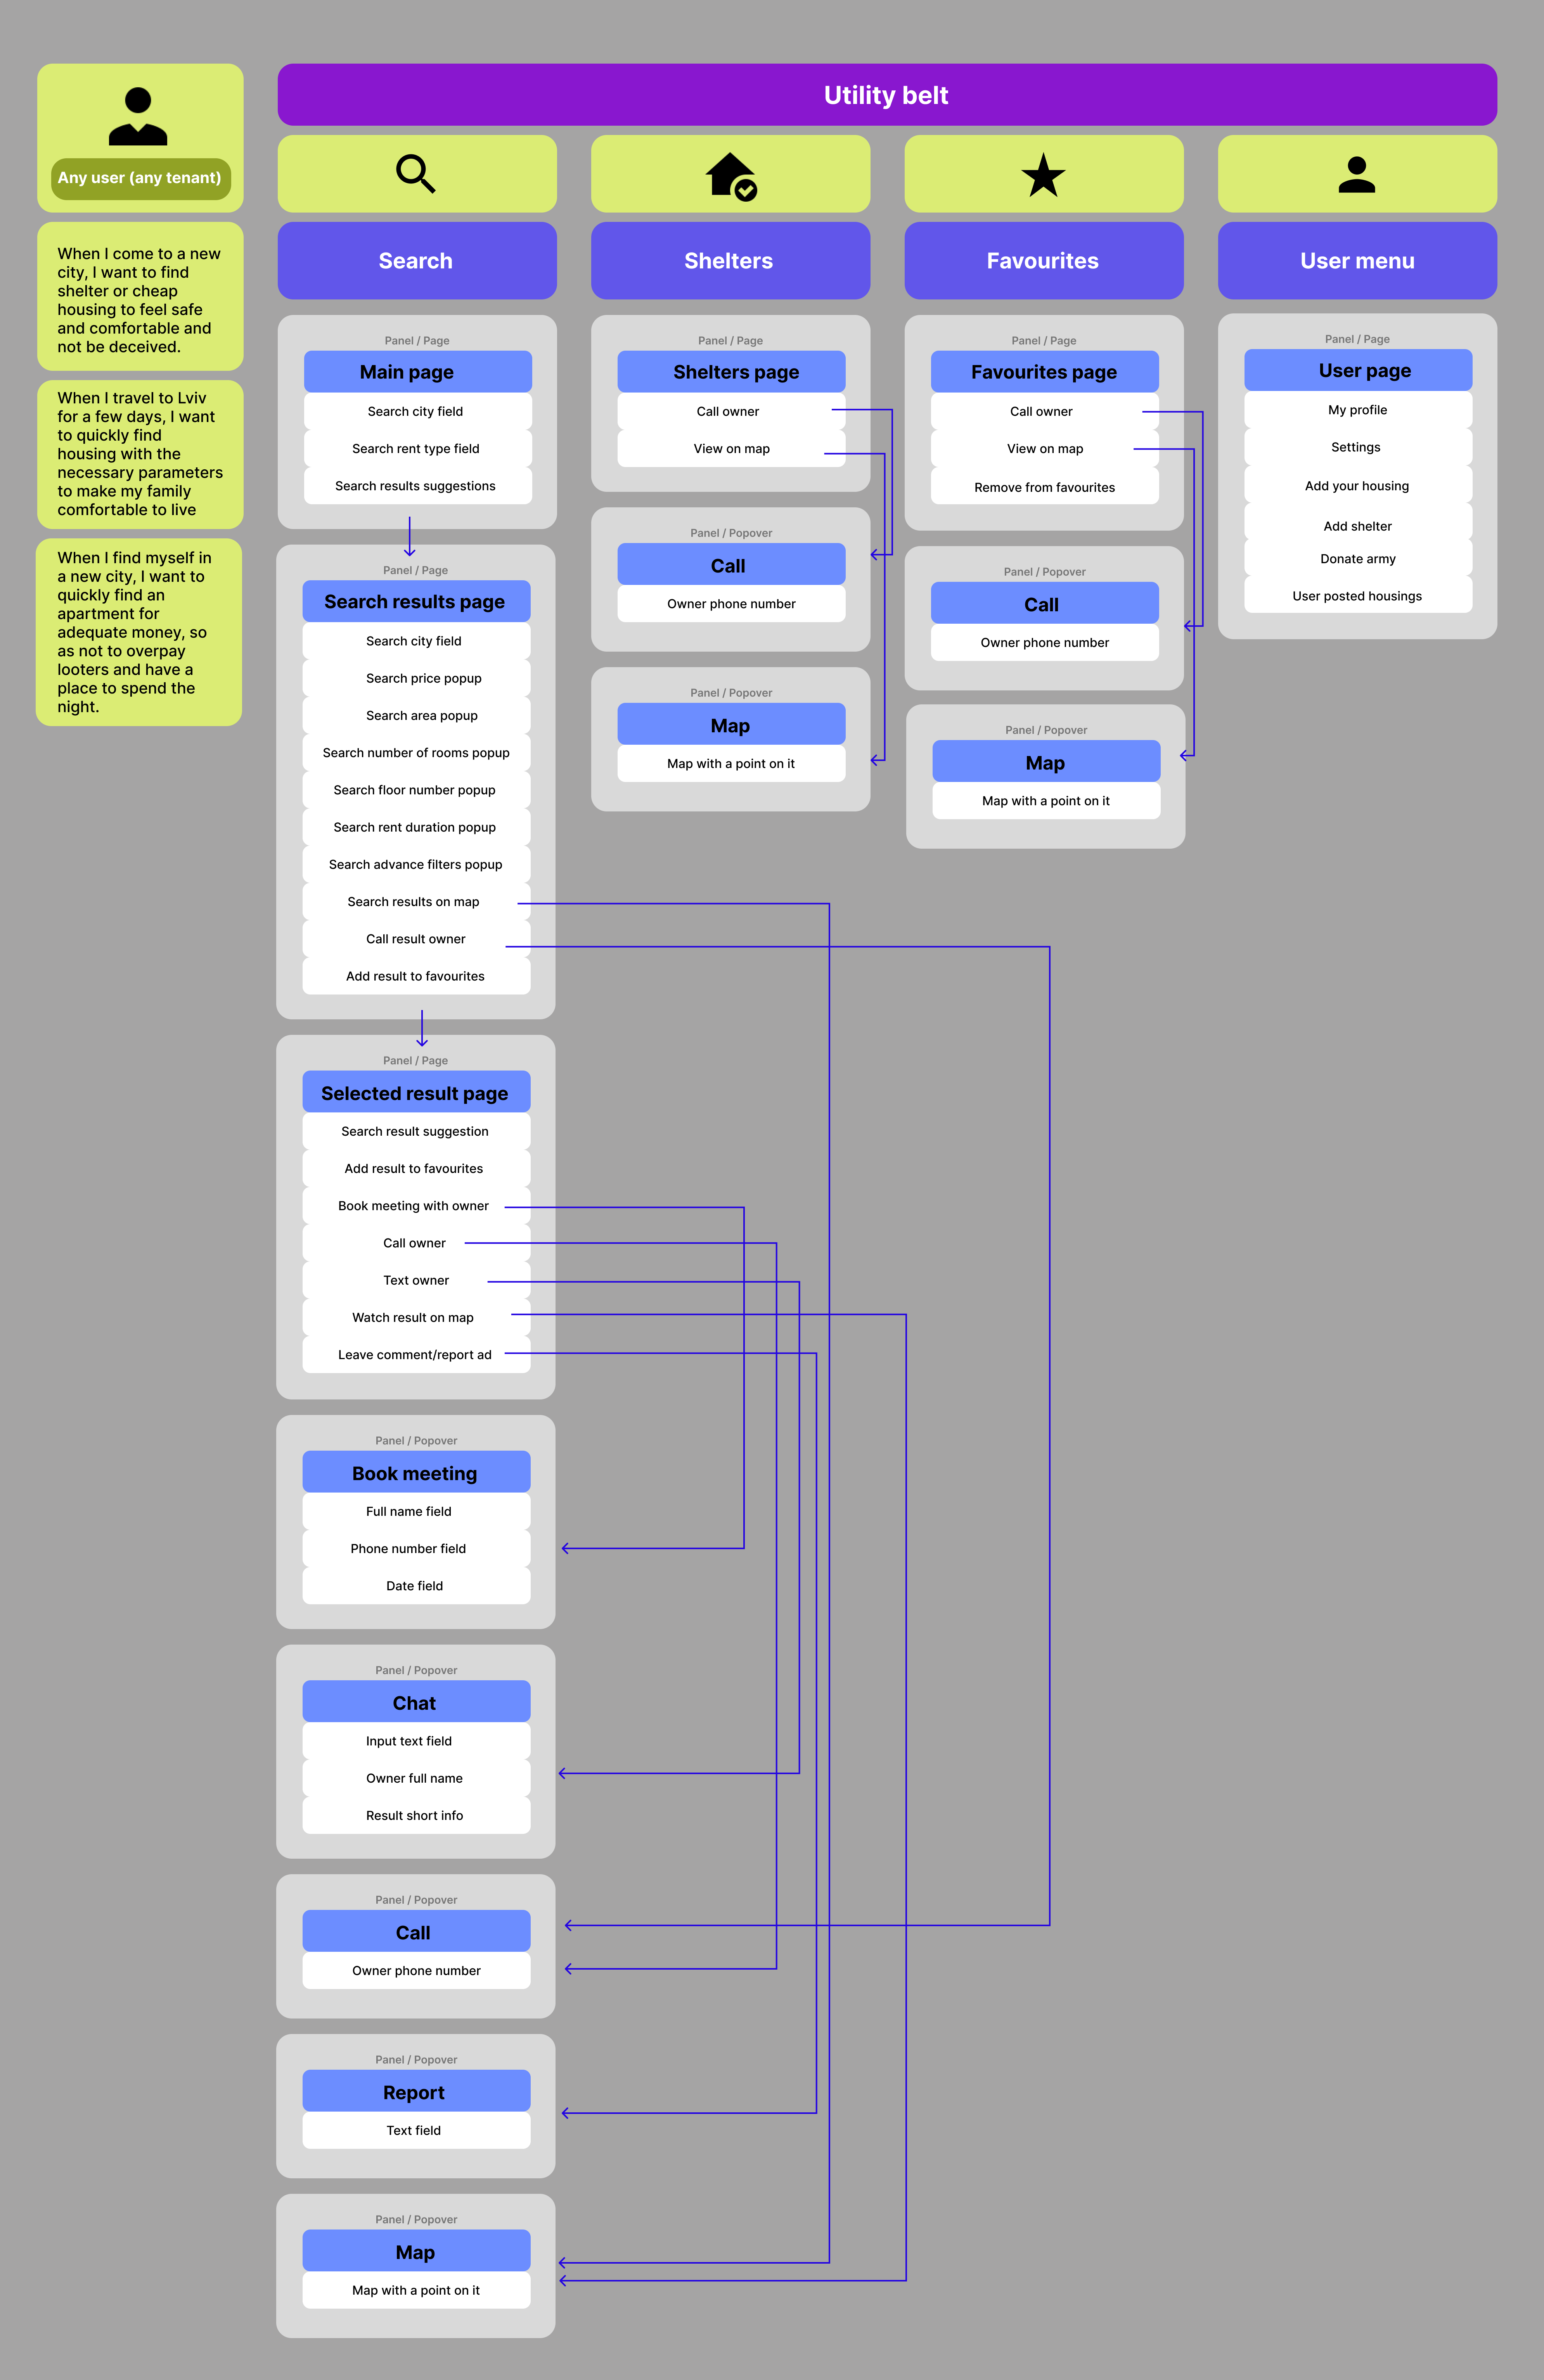 Utility belt
Any user (any tenant)
When I come to a new
city, I want to find
shelter or cheap
housing to feel safe
and comfortable and
not be deceived.
When I travel to Lviv
for a few days, I want
to quickly find
housing with the
necessary parameters
to make my family
comfortable to live
When I find myself in
a new city, I want to
quickly find an
apartment for
adequate money, so
as not to overpay
looters and have a
place to spend the
night.
Search
Panel / Page
Main page
Search city field
Search rent type field
Search results suggestions
Panel / Page
Search results page
Search city field
Search price popup
Search area popup
Search number of rooms popup
Search floor number popup
Search rent duration popup
Search advance filters popup
Search results on map
Call result owner
Add result to favourites
Panel / Page
Selected result page
Search result suggestion
Add result to favourites
Book meeting with owner
Call owner
Text owner
Watch result on map
Leave comment/report ad
Panel / Popover
Book meeting
Full name field
Phone number field
Date field
Panel / Popover
Chat
Input text field
Owner full name
Result short info
Panel / Popover
Call
Owner phone number
Panel / Popover
Report
Text field
Panel / Popover
Map
Map with a point on it
Shelters
Panel / Page
Shelters page
Call owner
View on map
Panel / Popover
Call
Owner phone number
Panel / Popover
Map
Map with a point on it
Favourites
Panel / Page
Favourites page
Call owner
View on map
Remove from favourites
Panel / Popover
Call
Owner phone number
Panel / Popover
Map
Map with a point on it
User menu
Panel / Page
User page
My profile
Settings
Add your housing
Add shelter
Donate army
User posted housings